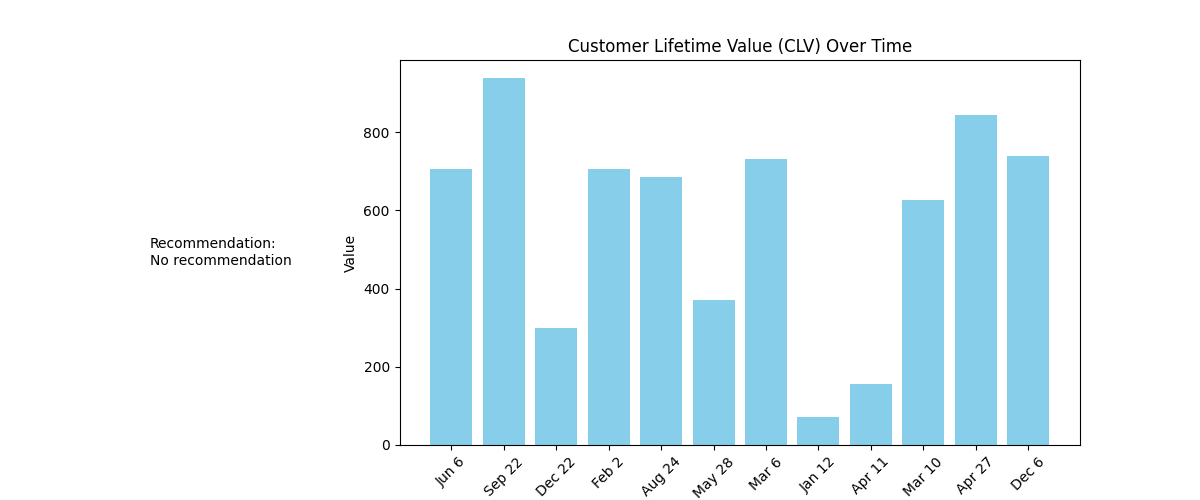 Customer Lifetime Value (CLV) Over Time
Recommendation:
No recommendation
Value
800
600
400
200
0
Jun 6
Sep 22
Dec 22
Feb 2
Aug 24
May 28
Mar 6
Jan 12
Apr 11
Mar 10
Apr 27
Dec 6